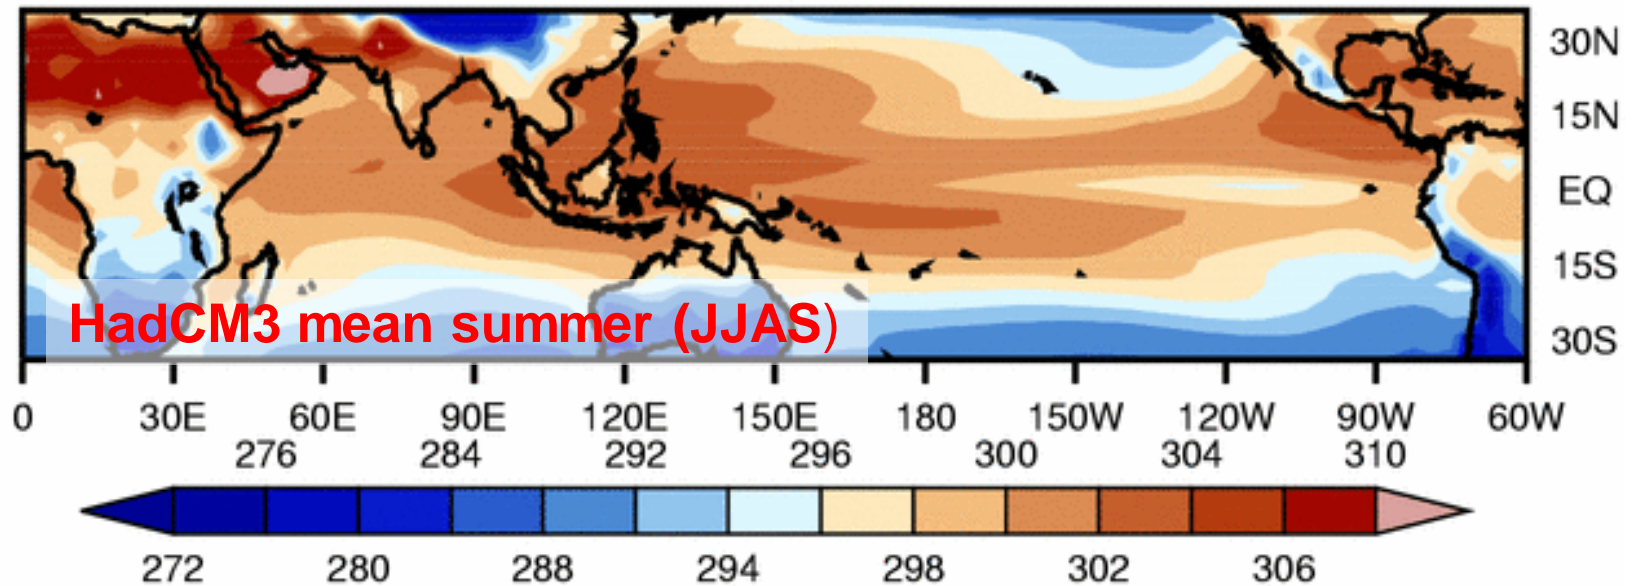 30N
15N
EQ
15S
30S
HadCM3 mean summer (JJAS)
0 30E 60E 90E 120E 150E 180 150W 120W 90W 60W
276 284 292 296 300 304 310
272 280 288 294 298 302 306